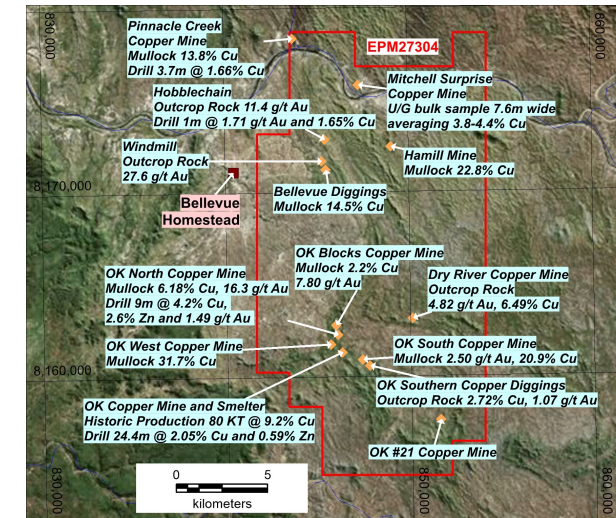 830,000
860,000
Pinnacle Creek
Copper Mine
Mullock 13.8% Cu
Drill 3.7m @ 1.66% Cu
EPM27304
Mitchell Surprise
Copper Mine
U/G bulk sample 7.6m wide
averaging 3.8-4.4% Cu
Hobblechain
Outcrop Rock 11.4 g/t Au
Drill 1m @ 1.71 g/t Au and 1.65% Cu
Windmill
Outcrop Rock
27.6 g/t Au
Hamill Mine
Mullock 22.8% Cu
8,170,000
Bellevue
Homestead
Bellevue Diggings
Mullock 14.5% Cu
OK Blocks Copper Mine
Mullock 2.2% Cu
7.80 g/t Au
OK North Copper Mine
Mullock 6.18% Cu, 16.3 g/t Au
Drill 9m @ 4.2% Cu,
2.6% Zn and 1.49 g/t Au
Dry River Copper Mine
Outcrop Rock
4.82 g/t Au, 6.49% Cu
OK West Copper Mine
Mullock 31.7% Cu
OK South Copper Mine
Mullock 2.50 g/t Au, 20.9% Cu
8,160,000
OK Southern Copper Diggings
Outcrop Rock 2.72% Cu, 1.07 g/t Au
OK Copper Mine and Smelter
Historic Production 80 KT @ 9.2% Cu
Drill 24.4m @ 2.05% Cu and 0.59% Zn
OK #21 Copper Mine
0 5
kilometers
830,000
850,000
860,000